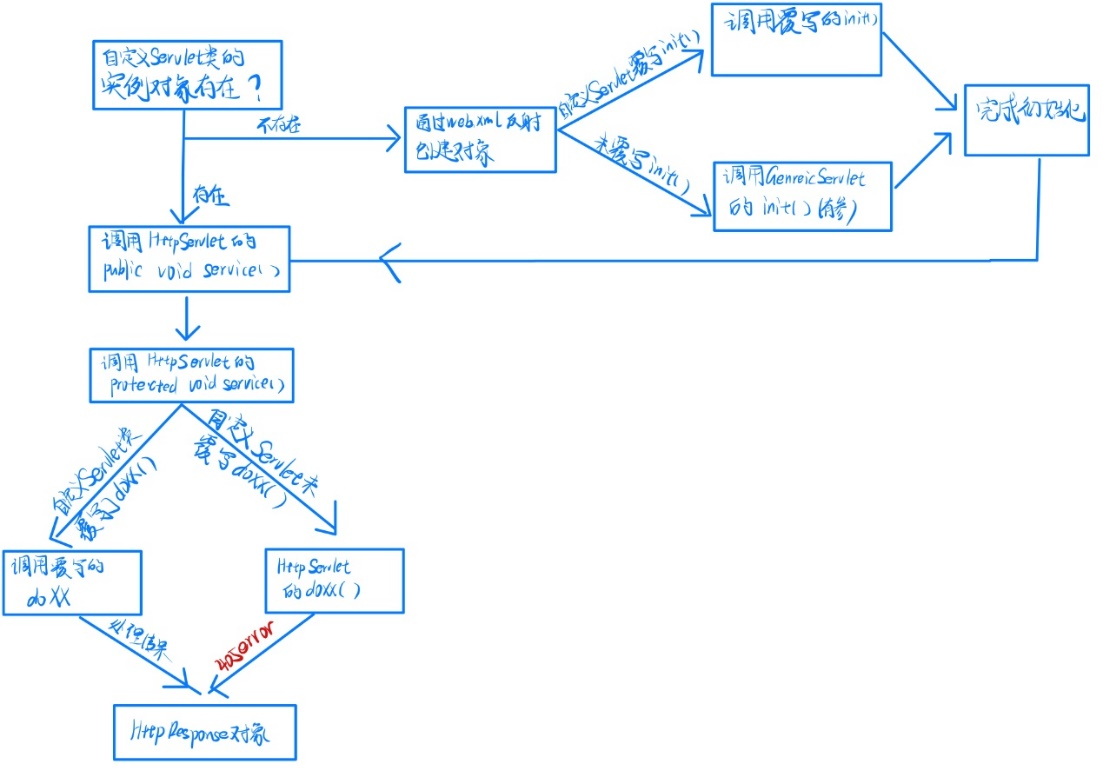 自定义Servlet类的
实例对象存在？
不存在
存在
通过web.xml反射
创建对象
自定义Servlet覆写init()
未覆写init()
调用覆写的init()
调用GenreicServlet
的 init()(有参)
完成初始化
调用HttpServlet的
public void service()
调用 HttpServlet的
protected void service()
自定义Servlet类
覆写了doXX()
自定义Servlet未
覆写doXX()
调用覆写的
doXX
HttpServlet
的doXX()
处理结果
405error
HttpResponse对象